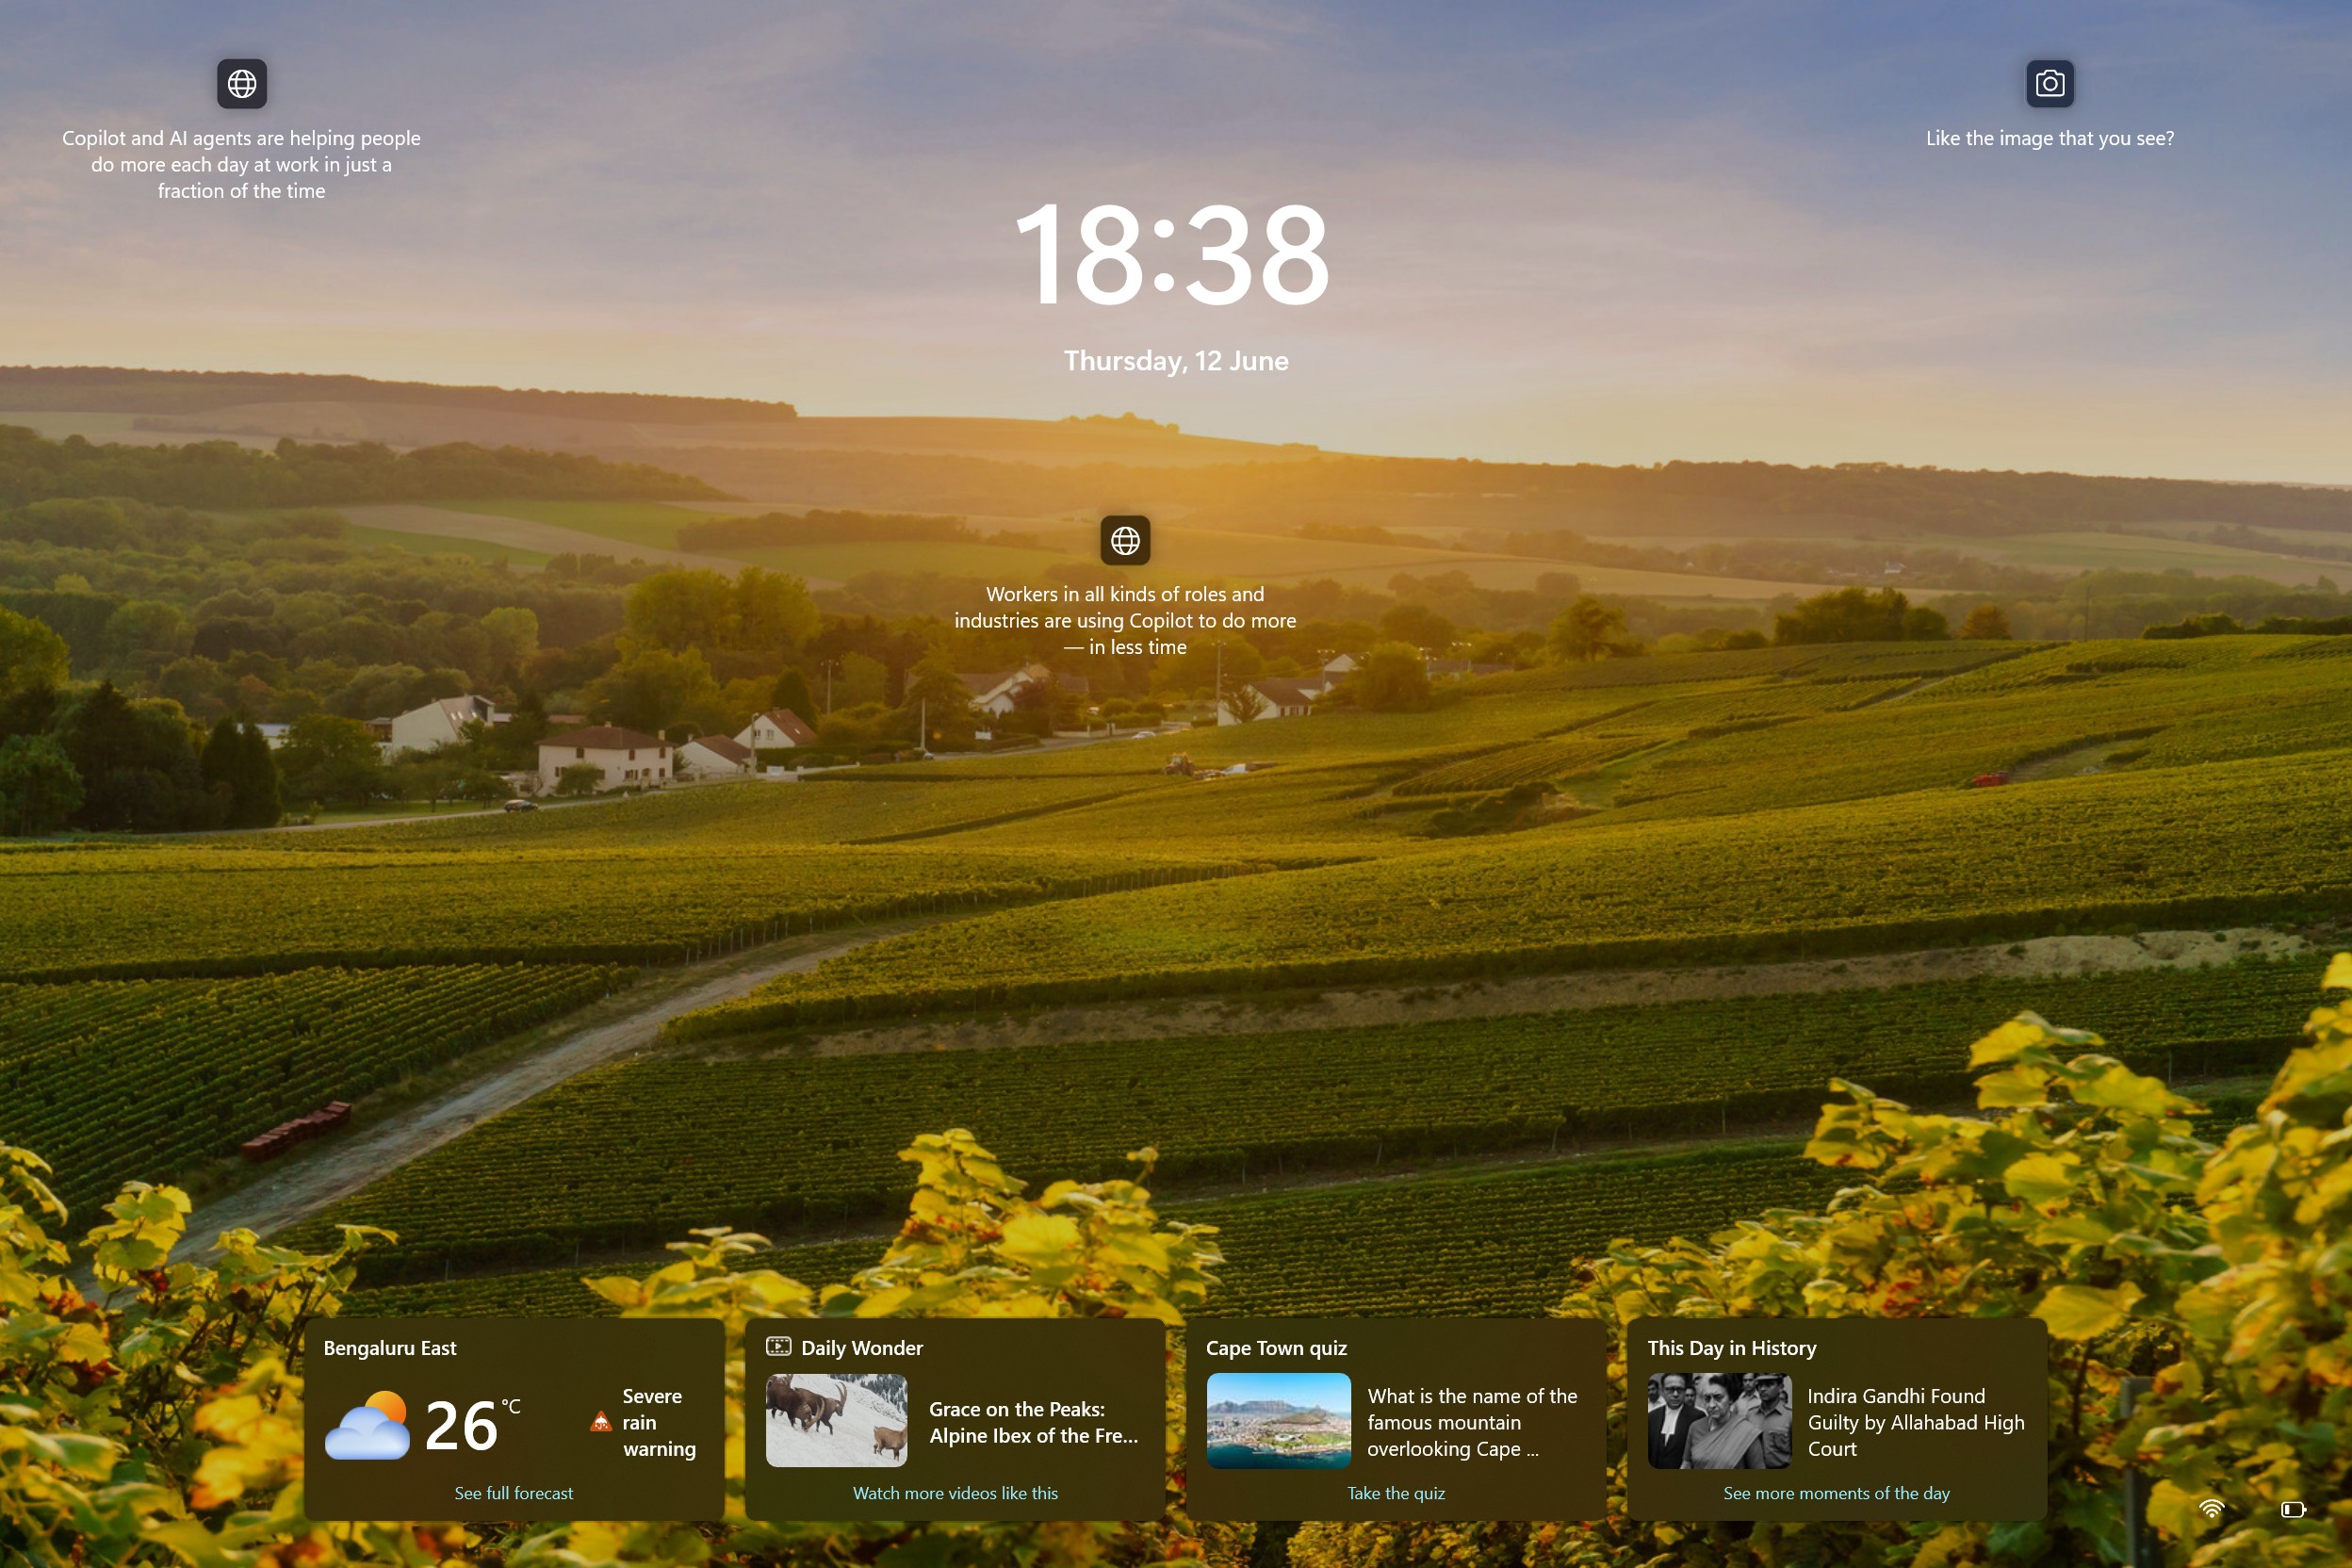 Copilot and AI agents are helping people
do more each day at work in just a
fraction of the time
Like the image that you see?
18:38
Thursday, 12 June
Workers in all kinds of roles and
industries are using Copilot to do more
— in less time
Bengaluru East
26 °C
Severe
rain
warning
See full forecast
Daily Wonder
Grace on the Peaks:
Alpine Ibex of the Fre...
Watch more videos like this
Cape Town quiz
What is the name of the
famous mountain
overlooking Cape ...
Take the quiz
This Day in History
Indira Gandhi Found
Guilty by Allahabad High
Court
See more moments of the day